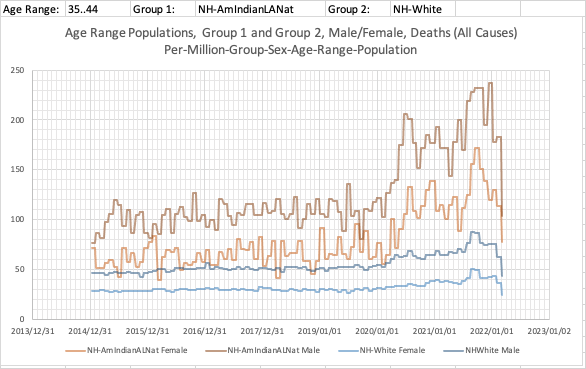 Age Range: 35..44 Group 1: NH-AmIndianLANat Group 2: NH-White
Age Range Populations, Group 1 and Group 2, Male/Female, Deaths (All Causes)
Per-Million-Group-Sex-Age-Range-Population
250
200
150
100
50
0
2013/12/31 2014/12/31 2015/12/31 2016/12/31 2017/12/31 2019/01/01 2020/01/01 2021/01/01 2022/01/01 2023/01/02
NH-AmIndianALNat Female NH-AmIndianALNat Male NH-White Female NHWhite Male